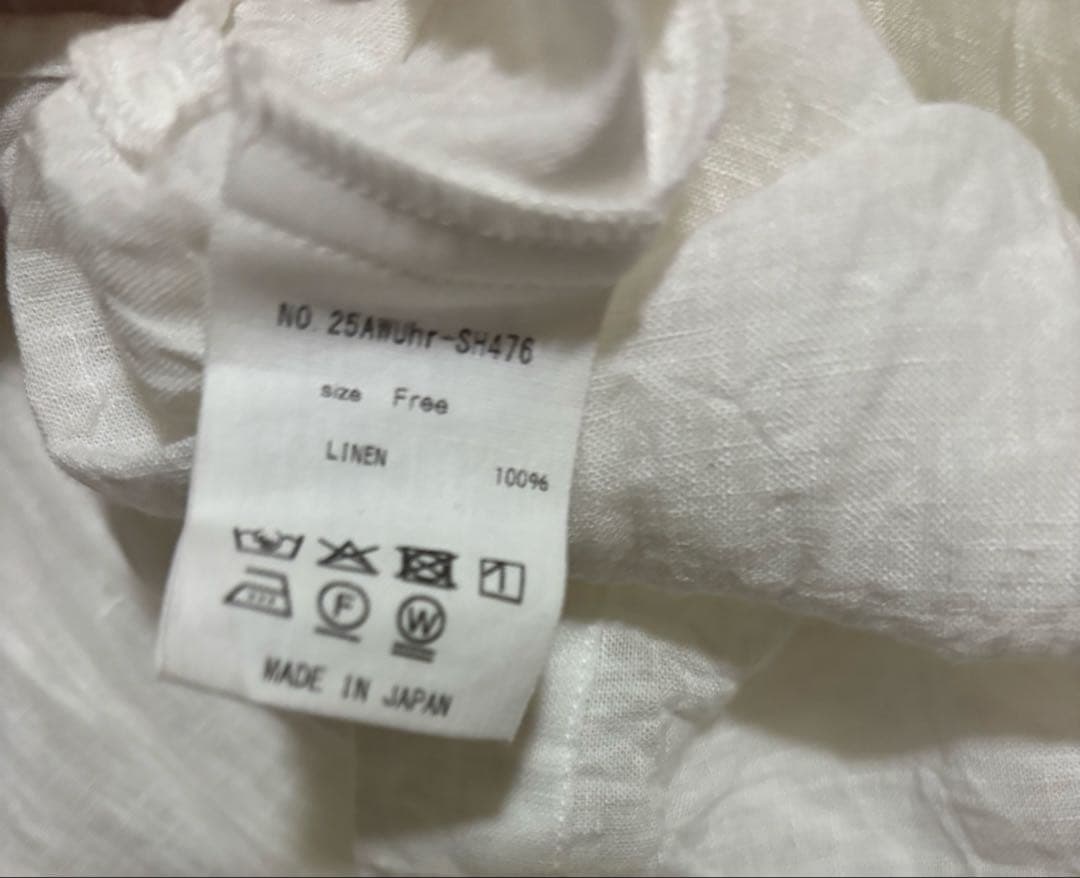 NO. 25AWUhr-SH476
size Free
LINEN 100%
F W
MADE IN JAPAN